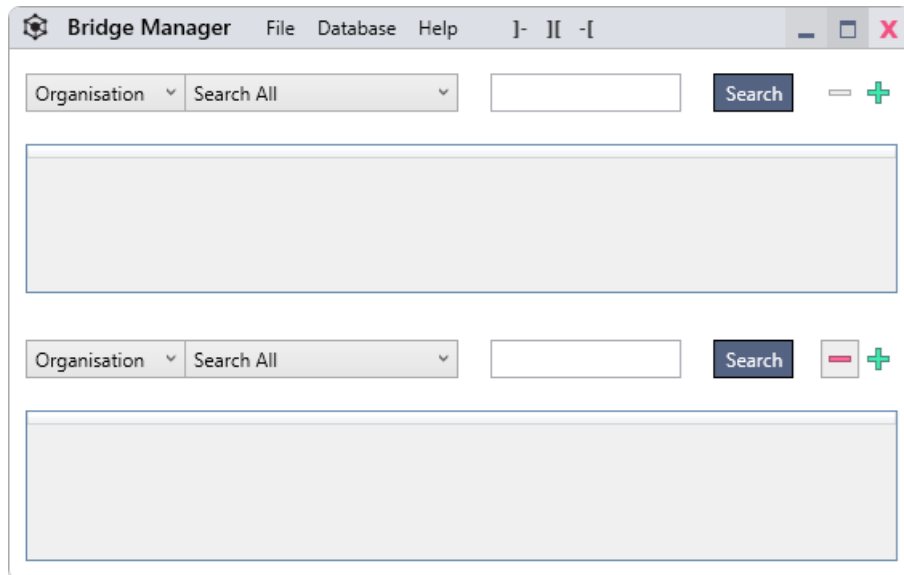 Bridge Manager File Database Help ]- ][ -[ X
Organisation Search All Search
Organisation Search All Search